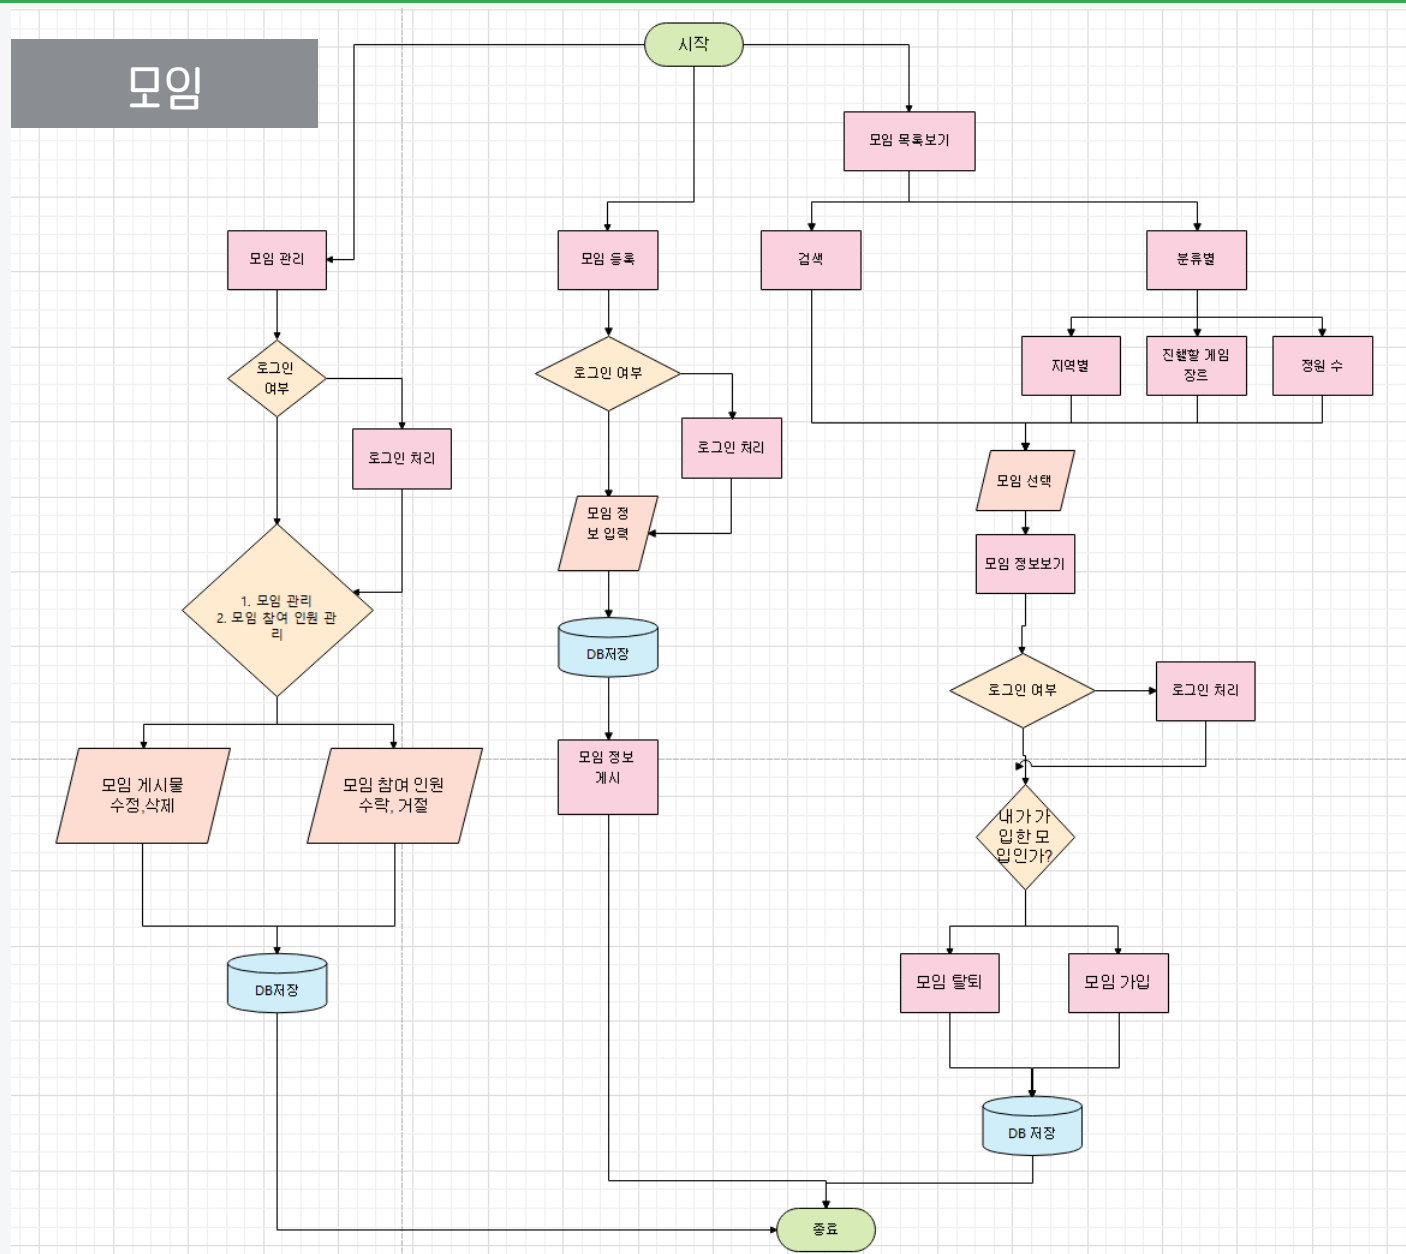 모임
시작
모임 목록보기
모임 관리
모임 등록
검색
분류별
로그인
여부
로그인 처리
로그인 여부
로그인 처리
지역별
진행할 게임
장르
정원 수
모임 선택
모임 정
보 입력
모임 정보보기
1. 모임 관리
2. 모임 참여 인원 관
리
DB저장
로그인 여부
로그인 처리
모임 게시물
수정,삭제
모임 참여 인원
수락, 거절
모임 정보
게시
내가 가
입한 모
임인가?
DB저장
모임 탈퇴
모임 가입
DB 저장
종료